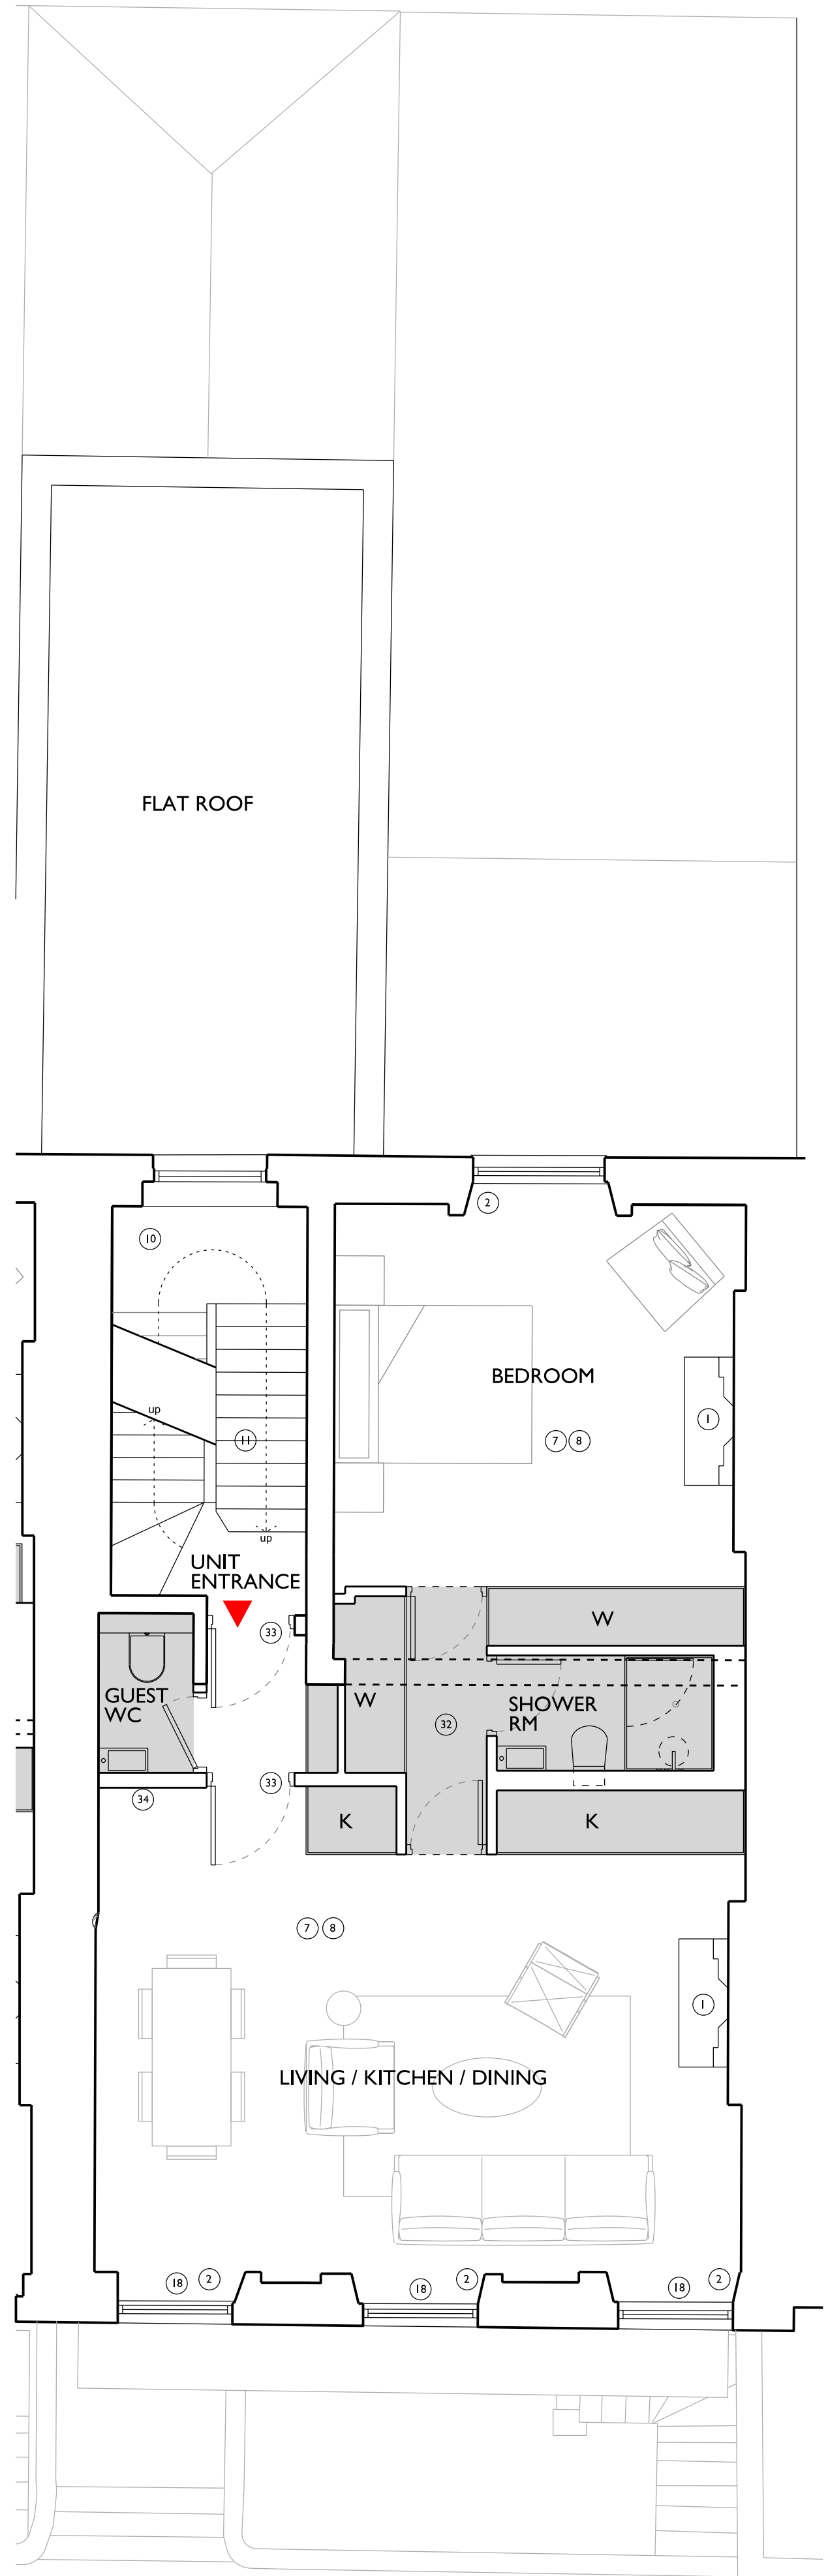 FLAT ROOF
2
10
BEDROOM
up
1
11
7 8
up
UNIT
ENTRANCE
33
W
GUEST
WC
W
SHOWER
RM
32
33
34
K
K
7 8
1
LIVING / KITCHEN / DINING
18 2
18 2
18 2